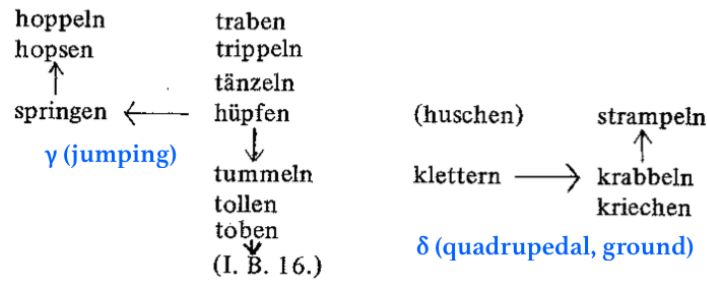 hoppeln
hopsen
springen
γ (jumping)
traben
trippeln
tänzeln
hüpfen
tummeln
tollen
toben
(I. B. 16.)
(huschen)
klettern
strampeln
krabbeln
kriechen
δ (quadrupedal, ground)